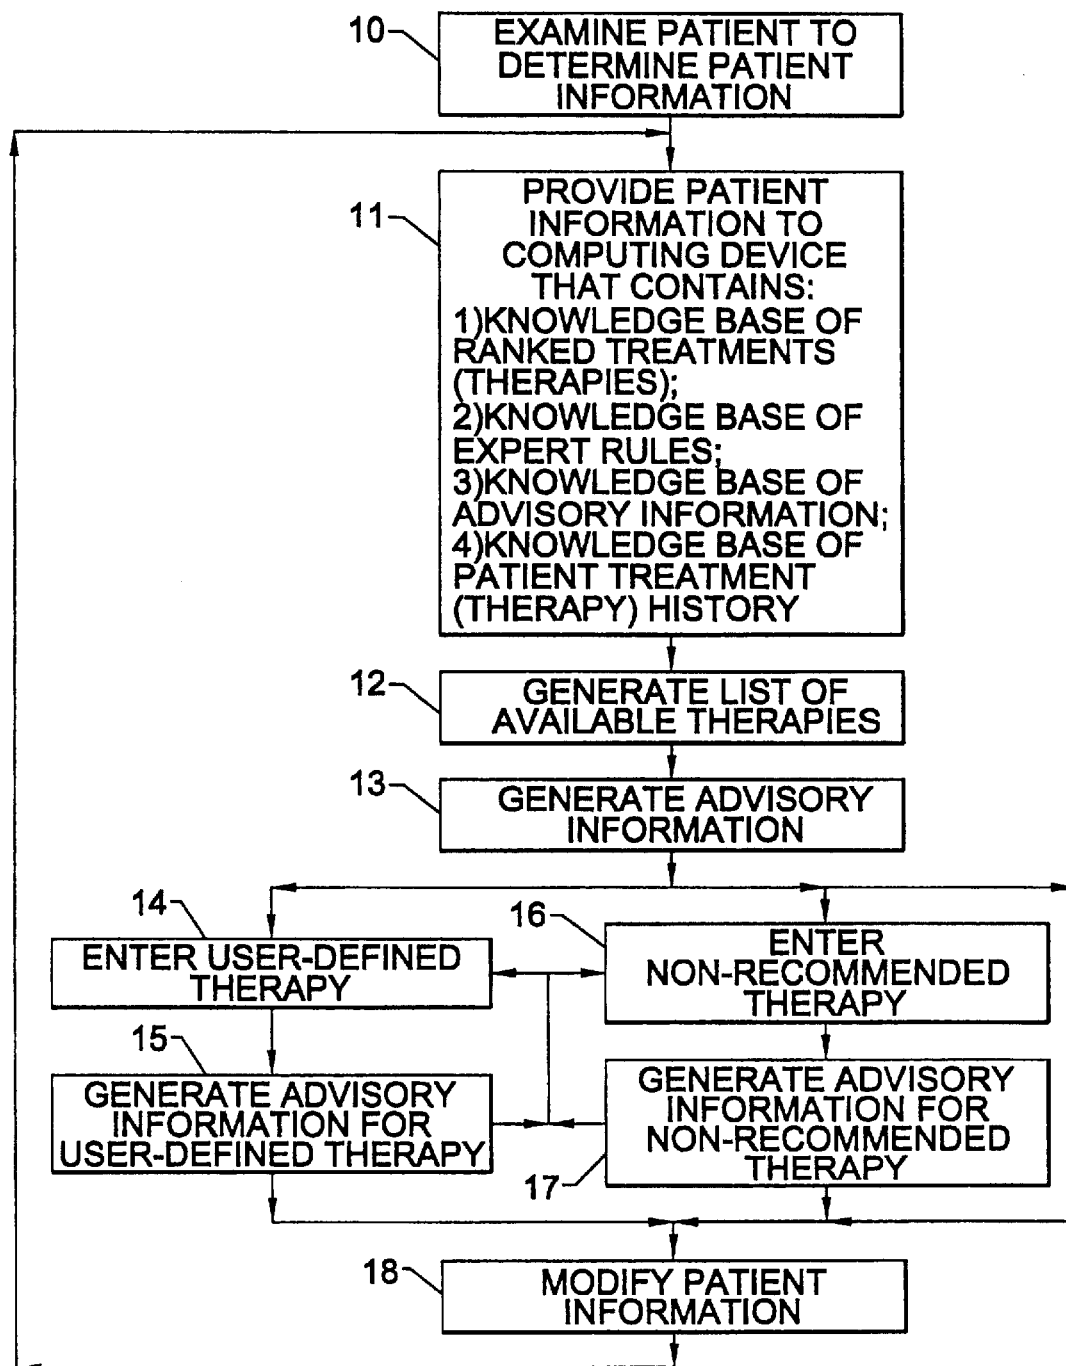 10
EXAMINE PATIENT TO
DETERMINE PATIENT
INFORMATION
11
PROVIDE PATIENT
INFORMATION TO
COMPUTING DEVICE
THAT CONTAINS:
1)KNOWLEDGE BASE OF
RANKED TREATMENTS
(THERAPIES);
2)KNOWLEDGE BASE OF
EXPERT RULES;
3)KNOWLEDGE BASE OF
ADVISORY INFORMATION;
4)KNOWLEDGE BASE OF
PATIENT TREATMENT
(THERAPY) HISTORY
12
GENERATE LIST OF
AVAILABLE THERAPIES
13
GENERATE ADVISORY
INFORMATION
14
ENTER USER-DEFINED
THERAPY
15
GENERATE ADVISORY
INFORMATION FOR
USER-DEFINED THERAPY
16
ENTER
NON-RECOMMENDED
THERAPY
GENERATE ADVISORY
INFORMATION FOR
NON-RECOMMENDED
THERAPY
17
18
MODIFY PATIENT
INFORMATION